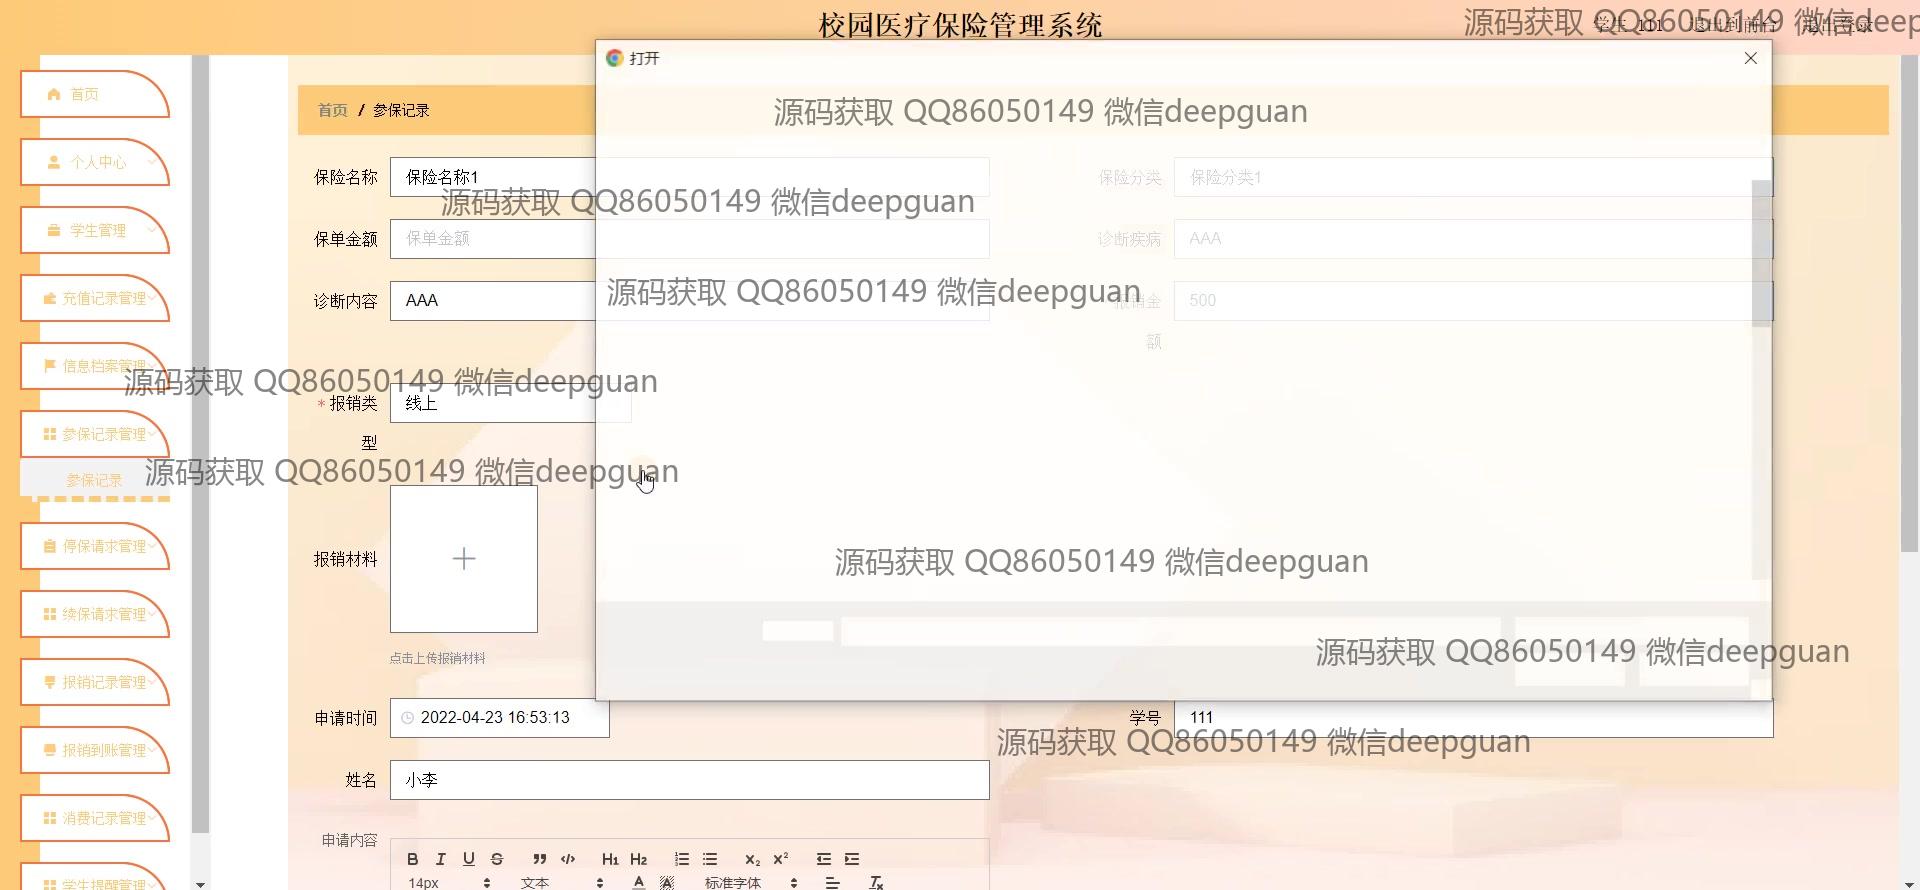 校园医疗保险管理系统
学生 111 退出到前台 退出登录
源码获取 QQ86050149 微信deep
打开
首页
个人中心
学生管理
充值记录管理
信息档案管理
参保记录管理
参保记录
停保请求管理
续保请求管理
报销记录管理
报销到账管理
消费记录管理
学生提醒管理
首页 / 参保记录
源码获取 QQ86050149 微信deepguan
保险名称 保险名称1
保险分类 保险分类1
源码获取 QQ86050149 微信deepguan
保单金额 保单金额
诊断疾病 AAA
诊断内容 AAA
报销金额 500
源码获取 QQ86050149 微信deepguan
源码获取 QQ86050149 微信deepguan
* 报销类型 线上
源码获取 QQ86050149 微信deepguan
报销材料
源码获取 QQ86050149 微信deepguan
点击上传报销材料
源码获取 QQ86050149 微信deepguan
申请时间 2022-04-23 16:53:13
学号 111
源码获取 QQ86050149 微信deepguan
姓名 小李
申请内容
B I U S ” </> H1 H2 x₂ x²
14px 文本 A 标准字体